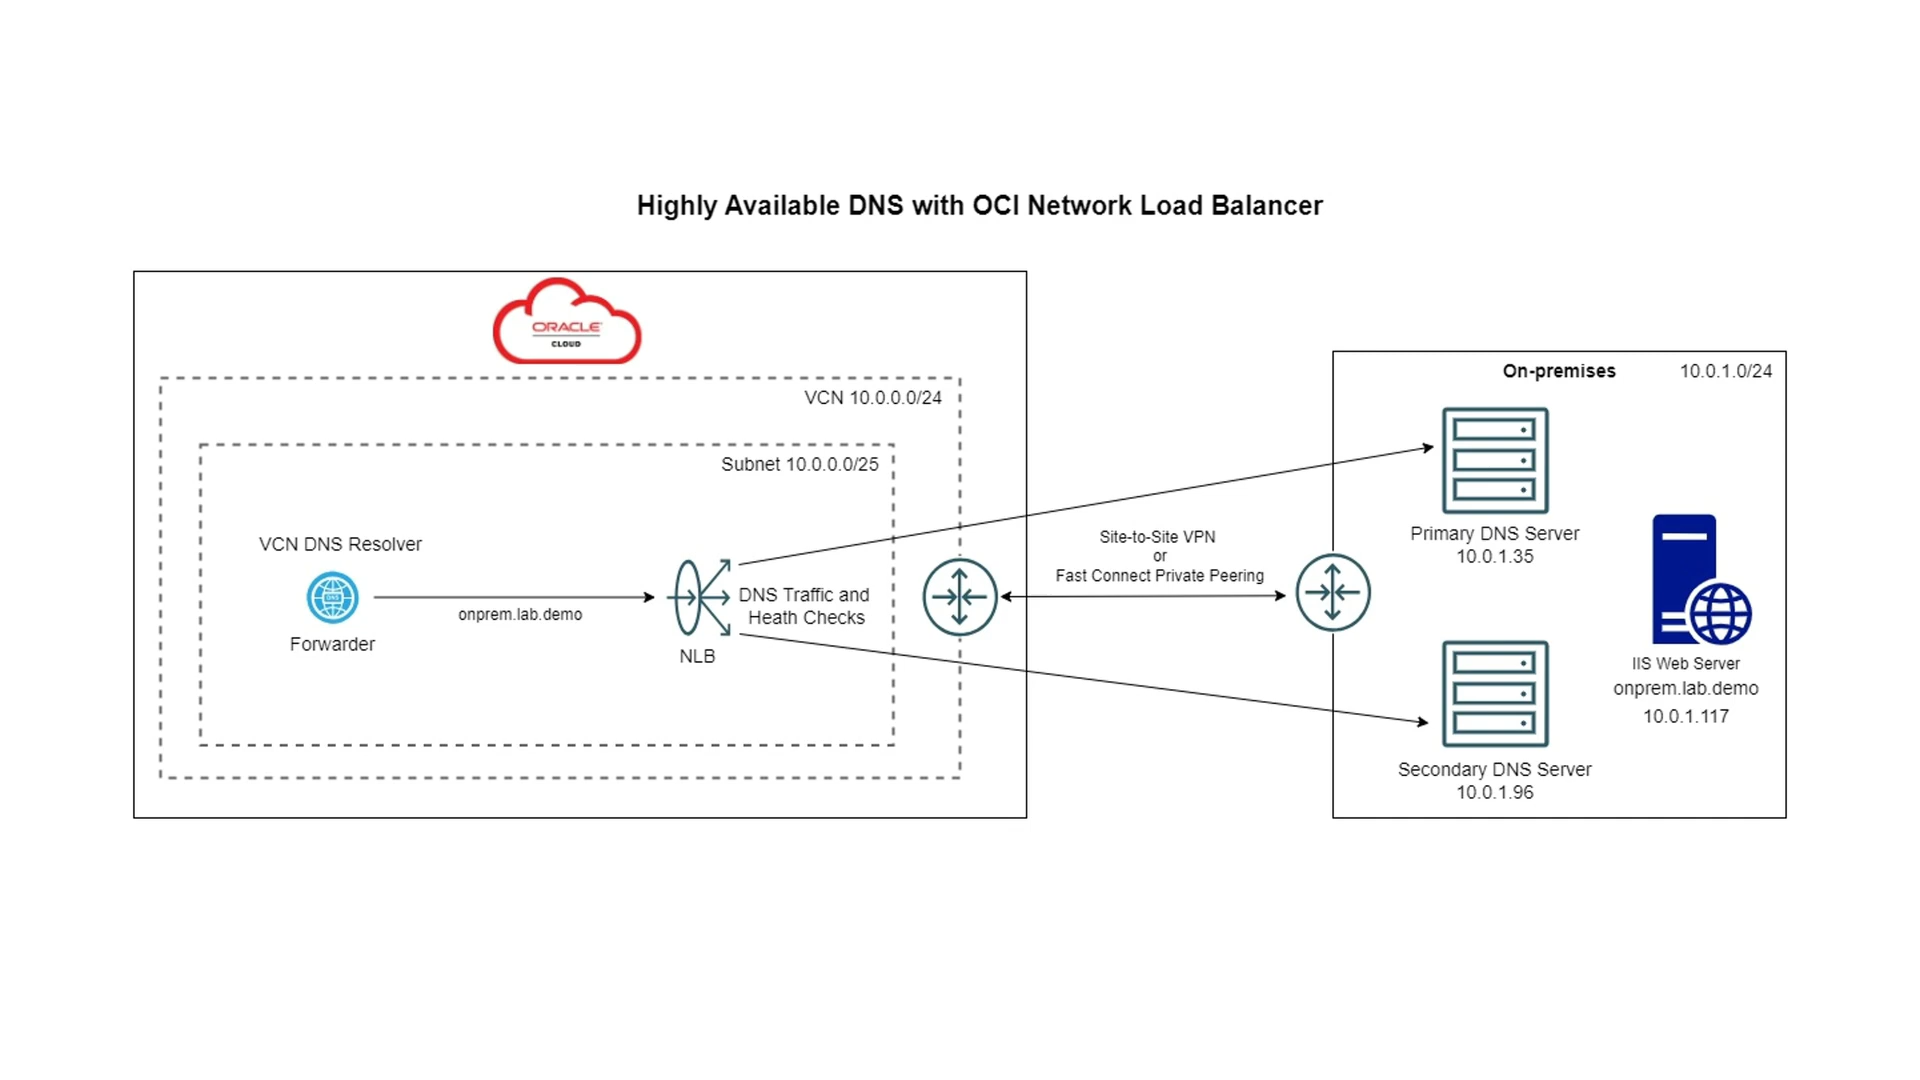 Highly Available DNS with OCI Network Load Balancer
ORACLE
CLOUD
VCN 10.0.0.0/24
Subnet 10.0.0.0/25
VCN DNS Resolver
DNS
Forwarder
onprem.lab.demo
DNS Traffic and
Heath Checks
NLB
Site-to-Site VPN
or
Fast Connect Private Peering
On-premises
10.0.1.0/24
Primary DNS Server
10.0.1.35
IIS Web Server
onprem.lab.demo
10.0.1.117
Secondary DNS Server
10.0.1.96